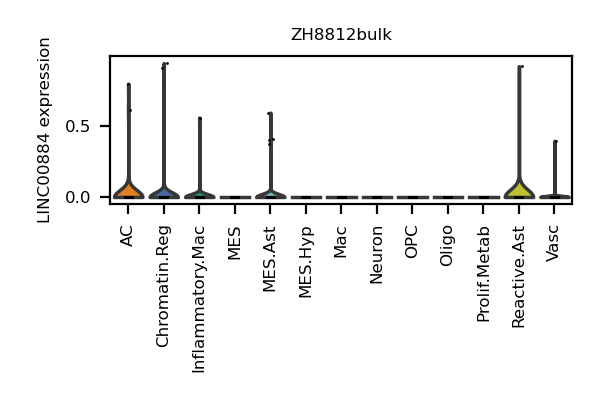 ZH8812bulk
LINC00884 expression
0.5
0.0
AC
Chromatin.Reg
Inflammatory.Mac
MES
MES.Ast
MES.Hyp
Mac
Neuron
OPC
Oligo
Prolif.Metab
Reactive.Ast
Vasc